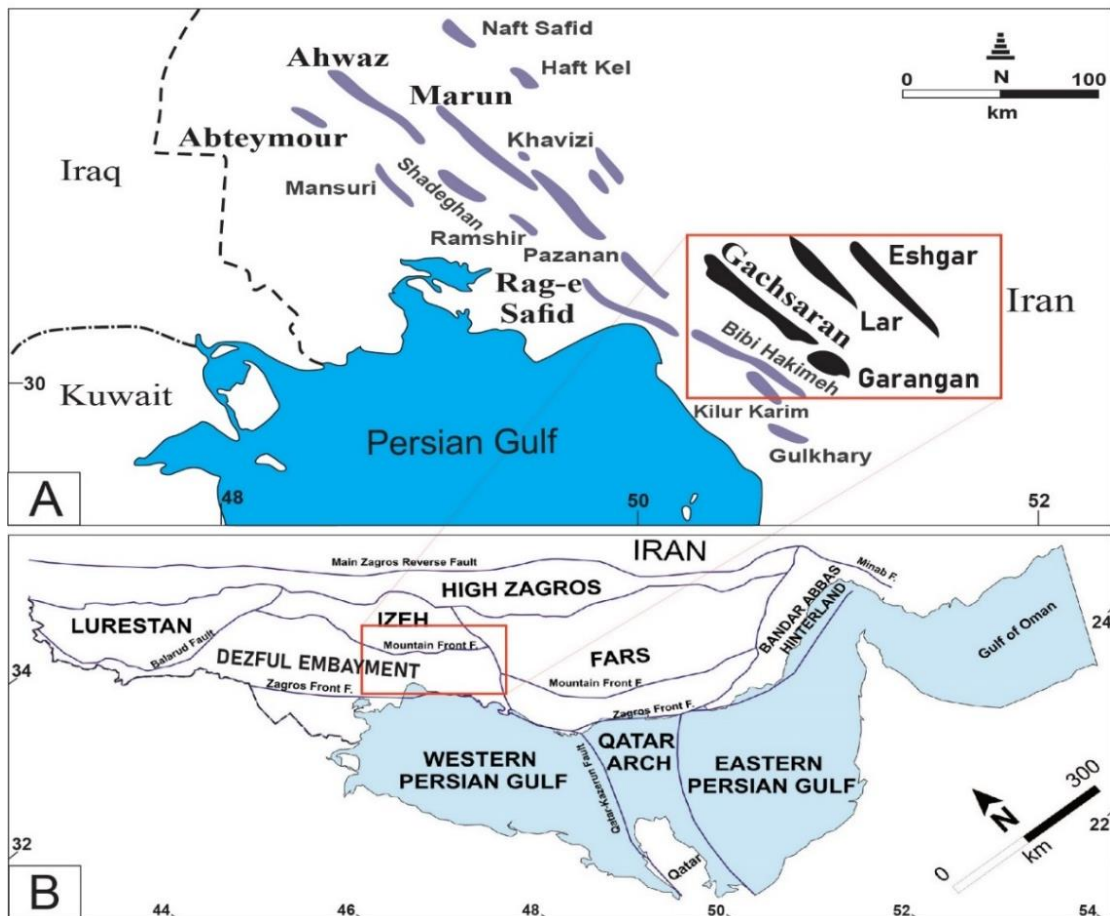 Naft Safid
Ahwaz
Haft Kel
Marun
N
0 100
km
Abteymour
Khavizi
Iraq
Mansuri
Shadeghan
Ramshir
Pazanan
Rag-e
Safid
Gachsaran
Eshgar
Lar
Iran
Bibi Hakimeh
Garangan
30
Kuwait
Kilur Karim
Persian Gulf
Gulkhary
A
48
50
52
IRAN
Main Zagros Reverse Fault
Minab F.
HIGH ZAGROS
LURESTAN
IZEH
BANDAR ABBAS
HINTERLAND
Gulf of Oman
24
Balarud Fault
Mountain Front F.
DEZFUL EMBAYMENT
FARS
34
Zagros Front F.
Mountain Front F.
Zagros Front F.
WESTERN
PERSIAN GULF
Qatar-Kazerun Fault
QATAR
ARCH
EASTERN
PERSIAN GULF
300
N
22
km
0
32
Qatar
B
44
46
48
50
52
54